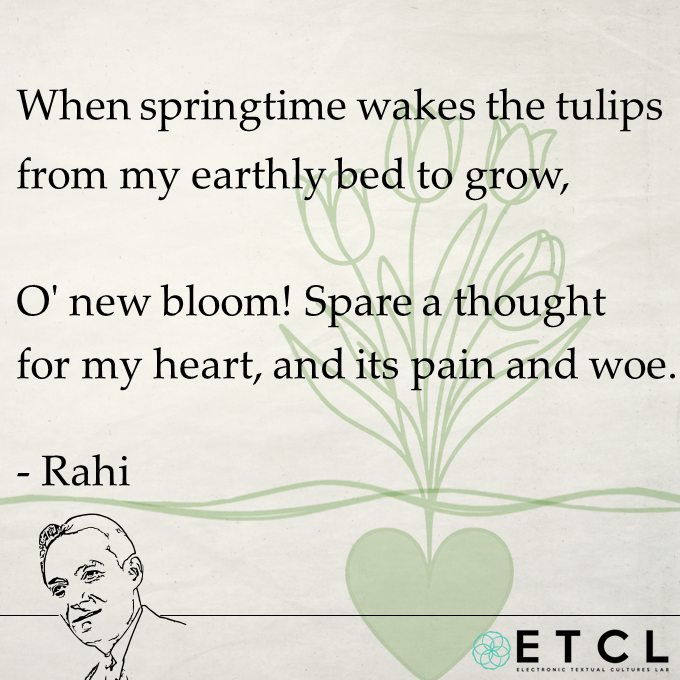 When springtime wakes the tulips
from my earthly bed to grow,
O' new bloom! Spare a thought
for my heart, and its pain and woe.
- Rahi
ETCL
ELECTRONIC TEXTUAL CULTURES LAB